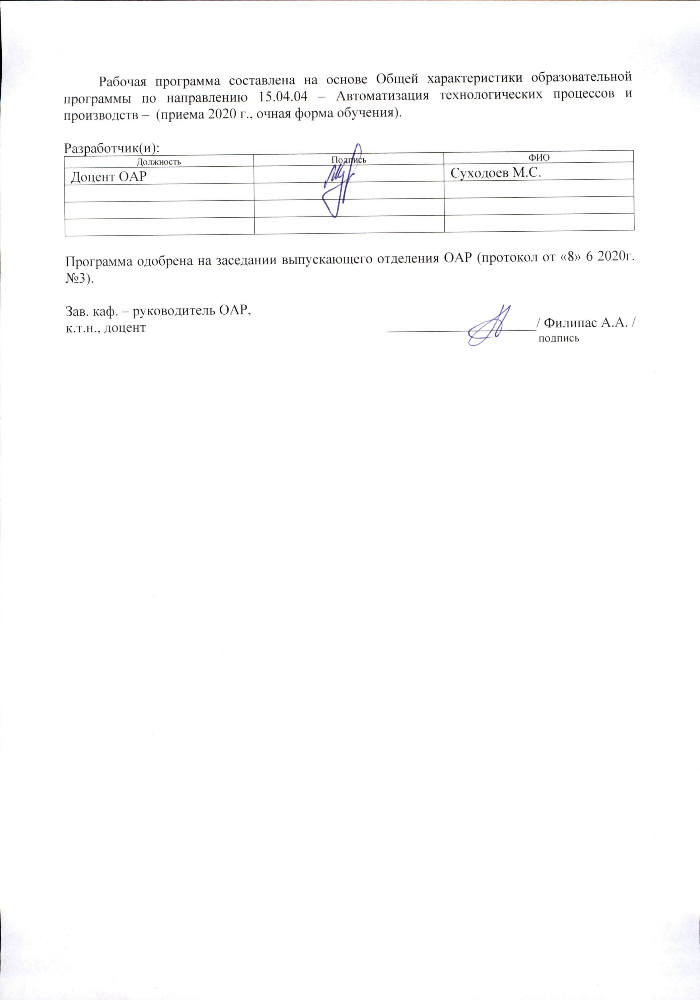 Рабочая программа составлена на основе Общей характеристики образовательной
программы по направлению 15.04.04 – Автоматизация технологических процессов и
производств – (приема 2020 г., очная форма обучения).
Разработчик(и):
Должность Подпись ФИО
Доцент ОАР Суходоев М.С.
Программа одобрена на заседании выпускающего отделения ОАР (протокол от «8» 6 2020г.
№3).
Зав. каф. – руководитель ОАР,
к.т.н., доцент / Филипас А.А. /
подпись